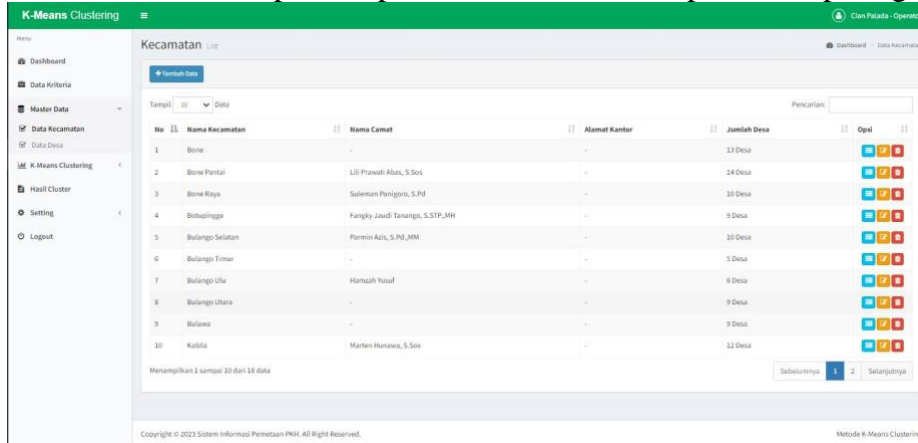 K-Means Clustering
Cian Palada - Operato
Menu
Dashboard
Data Kriteria
Master Data
Data Kecamatan
Data Desa
K-Means Clustering
Hasil Cluster
Setting
Logout
Kecamatan List
Dashboard > Data Kecamata
+Tambah Data
Tampil 10 Data
Pencarian:
No Nama Kecamatan Nama Camat Alamat Kantor Jumlah Desa Opsi
1 Bone - - 13 Desa
2 Bone Pantai Lili Prawati Abas, S.Sos - 14 Desa
3 Bone Raya Suleman Panigoro, S.Pd - 10 Desa
4 Botupingge Fangky Jaudi Tanango, S.STP.,MH - 9 Desa
5 Bulango Selatan Parmin Azis, S.Pd.,MM - 10 Desa
6 Bulango Timur - - 5 Desa
7 Bulango Ulu Hamzah Yusuf - 6 Desa
8 Bulango Utara - - 9 Desa
9 Bulawa - - 9 Desa
10 Kabila Marten Hunawa, S.Sos - 12 Desa
Menampilkan 1 sampai 10 dari 18 data
Sebelumnya 1 2 Selanjutnya
Copyright © 2023 Sistem Informasi Pemetaan PKH. All Right Reserved.
Metode K-Means Clusterin